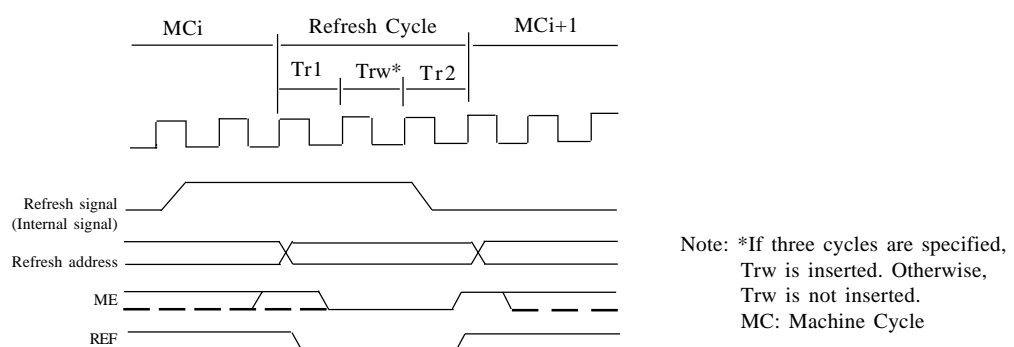 MCi Refresh Cycle MCi+1
Tr1 Trw* Tr2
Refresh signal
(Internal signal)
Refresh address
ME
REF
Note: *If three cycles are specified,
Trw is inserted. Otherwise,
Trw is not inserted.
MC: Machine Cycle